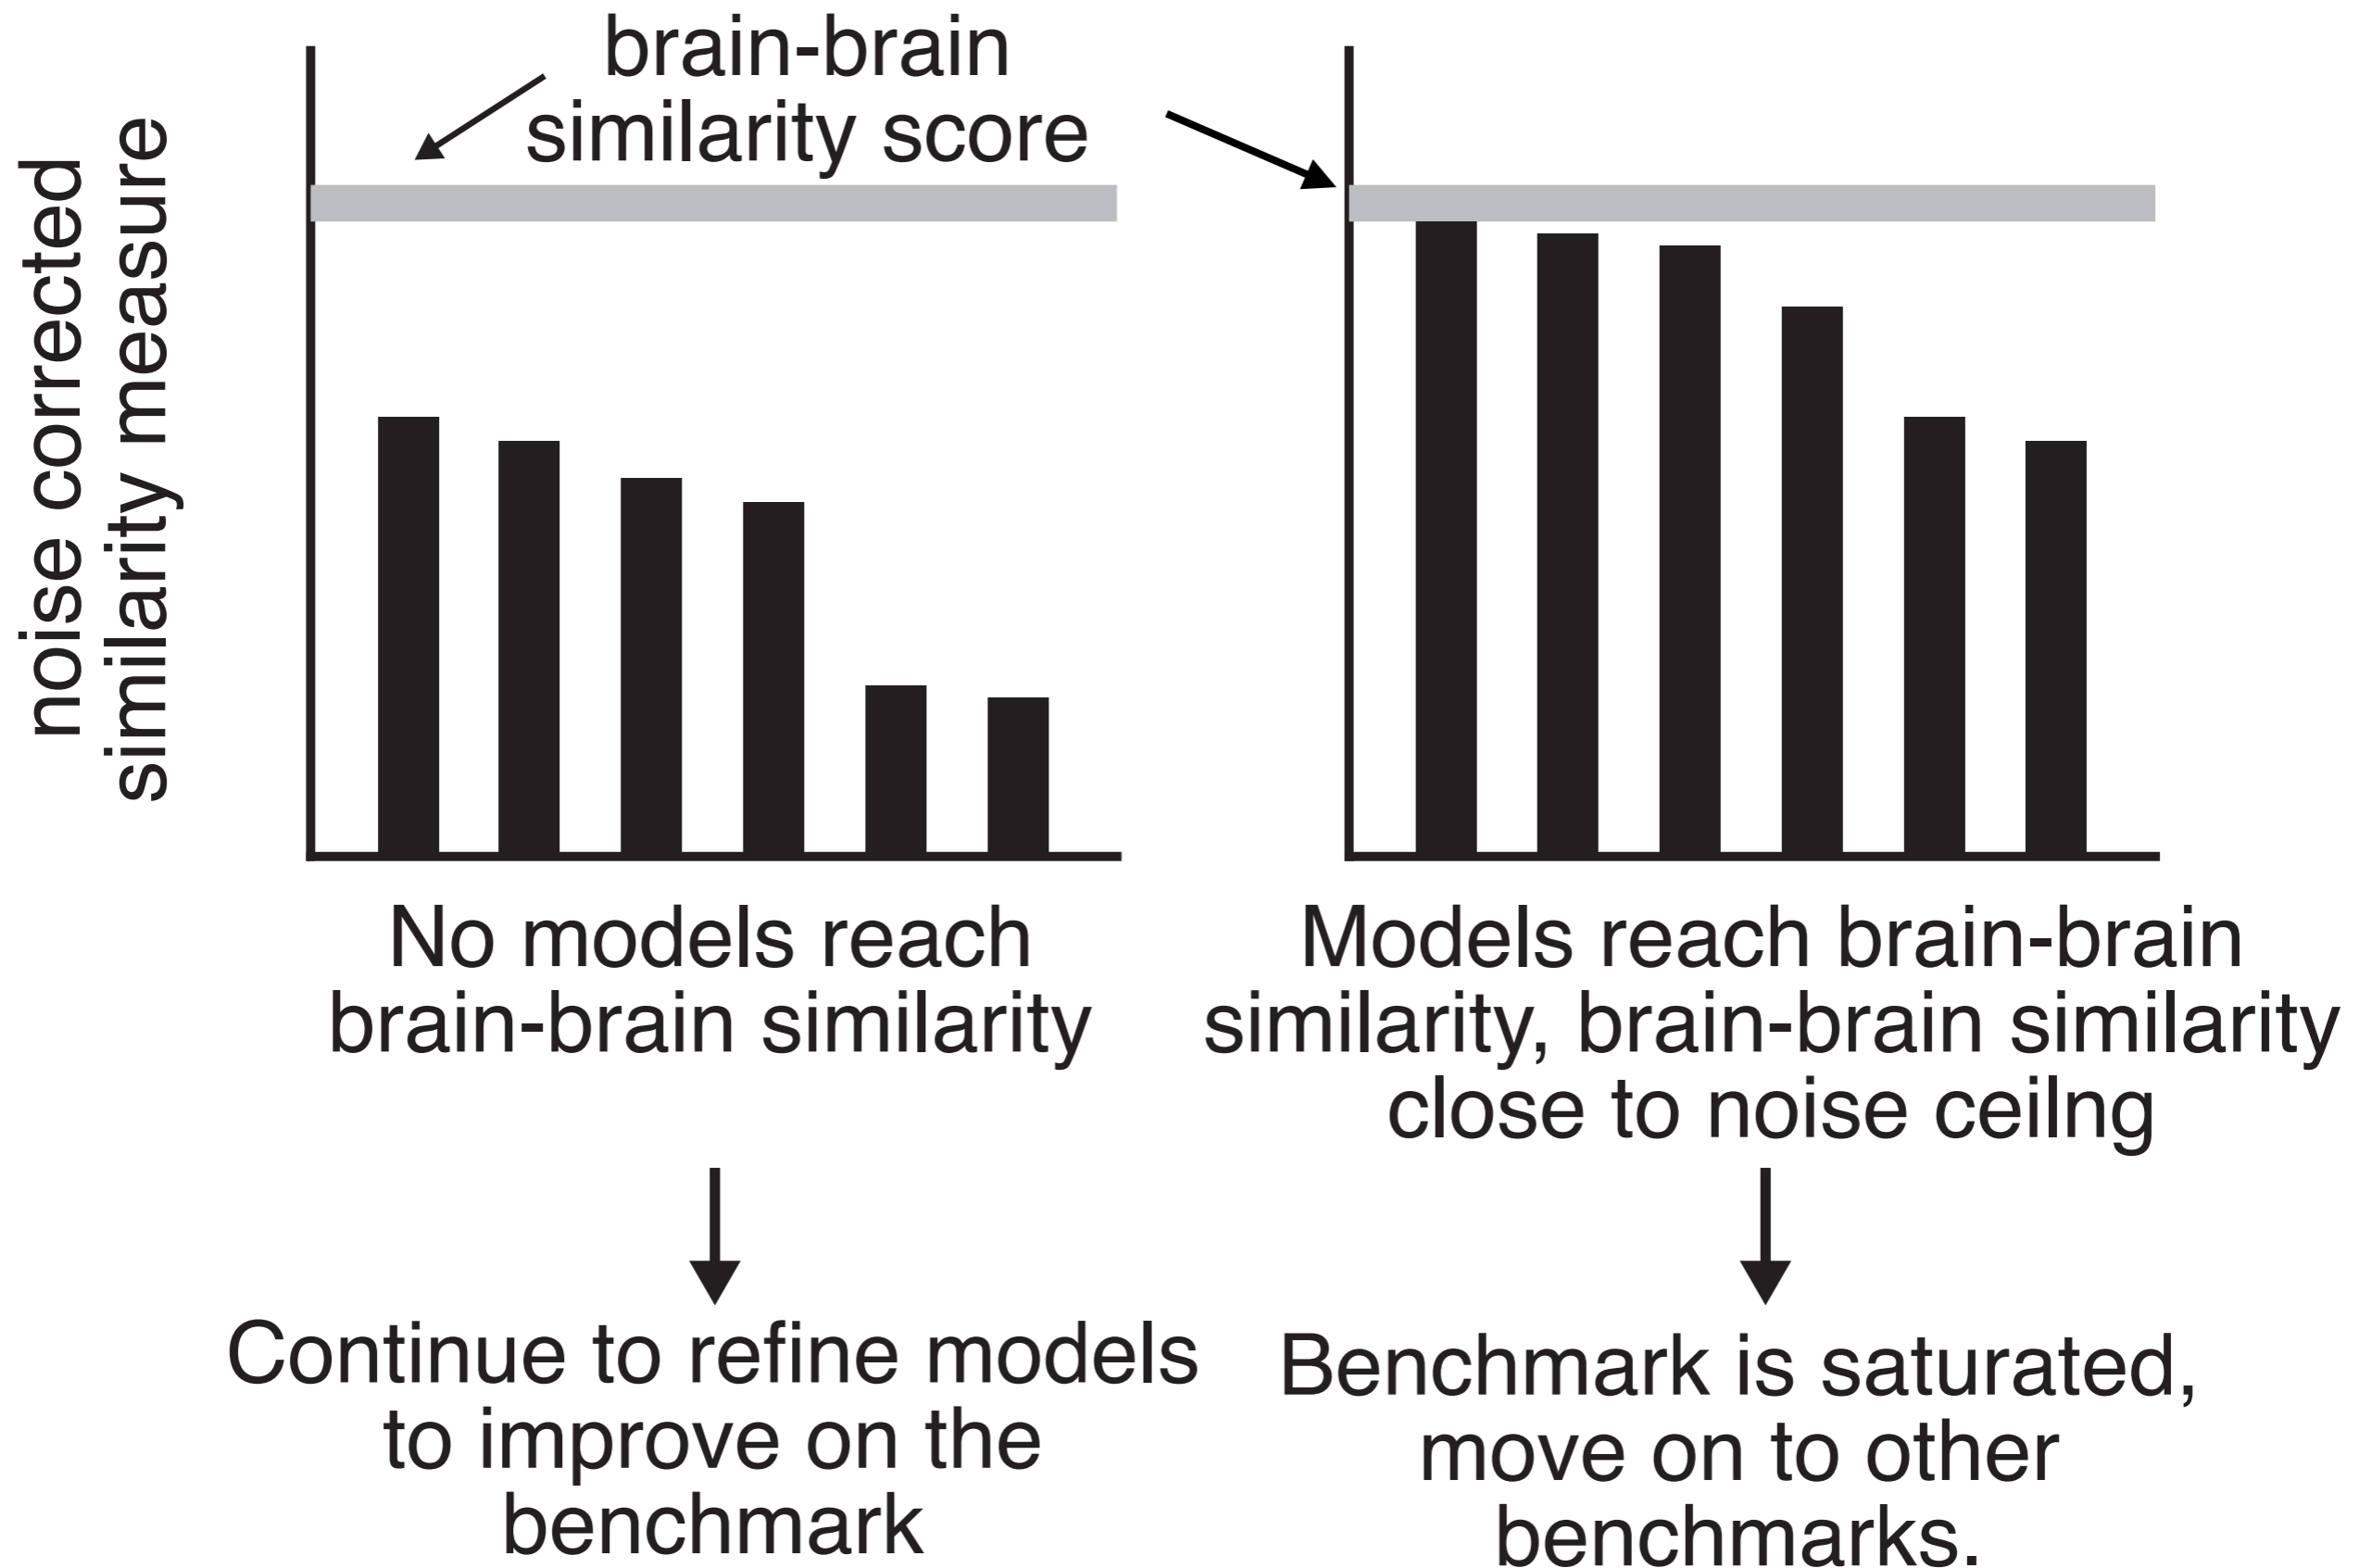 noise corrected
similarity measure
brain-brain
similarity score
No models reach
brain-brain similarity
Continue to refine models
to improve on the
benchmark
Models reach brain-brain
similarity, brain-brain similarity
close to noise ceilng
Benchmark is saturated,
move on to other
benchmarks.